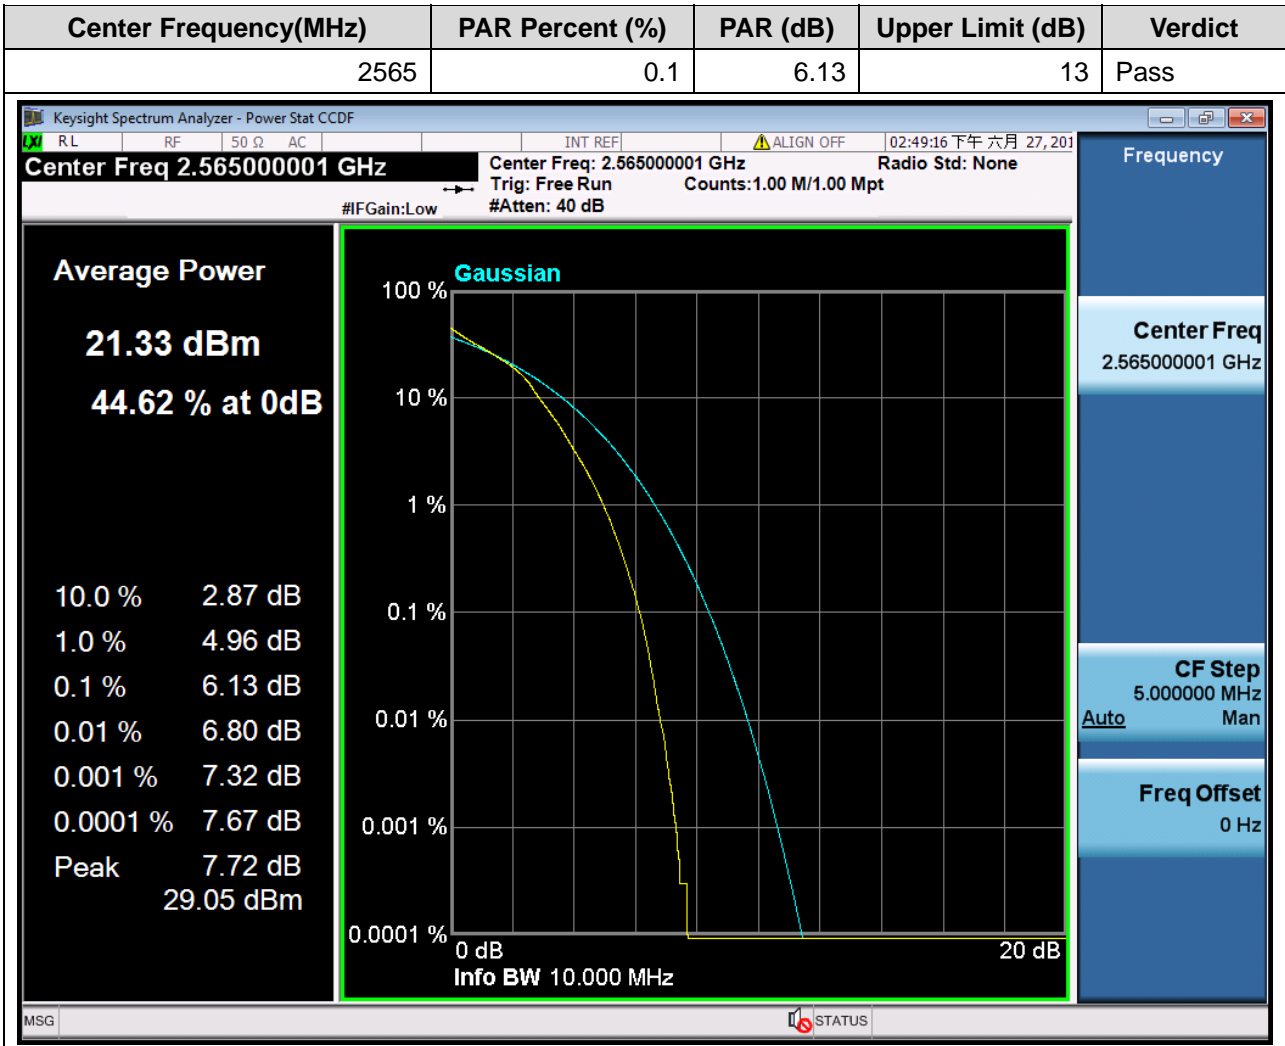 Center Frequency(MHz) PAR Percent (%) PAR (dB) Upper Limit (dB) Verdict
2565 0.1 6.13 13 Pass
Keysight Spectrum Analyzer - Power Stat CCDF
LXI RL RF 50 Ω AC INT REF ALIGN OFF 02:49:16 下午 六月 27, 201
Center Freq 2.565000001 GHz
Center Freq: 2.565000001 GHz Radio Std: None
Trig: Free Run Counts:1.00 M/1.00 Mpt
#IFGain:Low #Atten: 40 dB
Frequency
Average Power
21.33 dBm
44.62 % at 0dB
10.0 % 2.87 dB
1.0 % 4.96 dB
0.1 % 6.13 dB
0.01 % 6.80 dB
0.001 % 7.32 dB
0.0001 % 7.67 dB
Peak 7.72 dB
29.05 dBm
Gaussian
100 %
10 %
1 %
0.1 %
0.01 %
0.001 %
0.0001 %
0 dB 20 dB
Info BW 10.000 MHz
Center Freq
2.565000001 GHz
CF Step
5.000000 MHz
Auto Man
Freq Offset
0 Hz
MSG STATUS